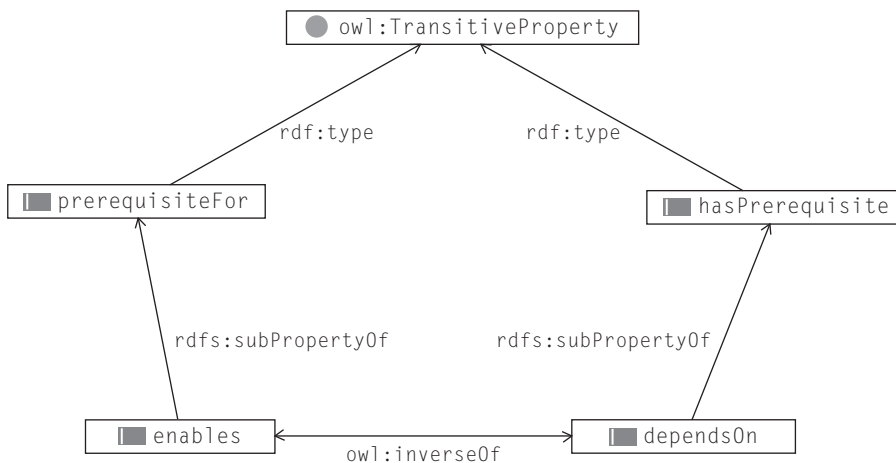 owl:TransitiveProperty
rdf:type
rdf:type
prerequisiteFor
hasPrerequisite
rdfs:subPropertyOf
rdfs:subPropertyOf
enables
dependsOn
owl:inverseOf